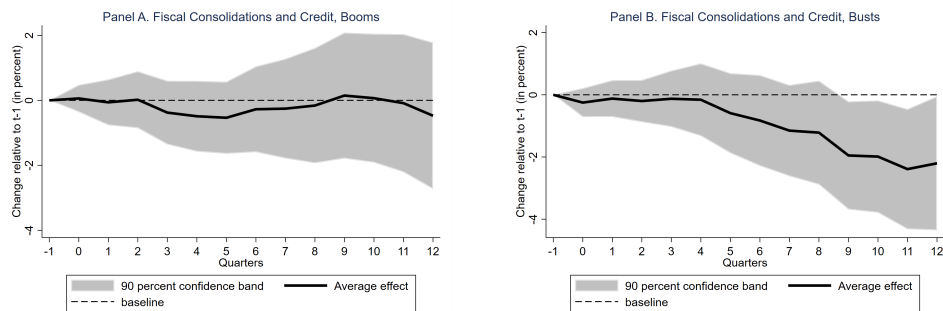 Panel A. Fiscal Consolidations and Credit, Booms
Change relative to t-1 (in percent)
2
0
-2
-4
-1 0 1 2 3 4 5 6 7 8 9 10 11 12
Quarters
90 percent confidence band
Average effect
baseline
Panel B. Fiscal Consolidations and Credit, Busts
Change relative to t-1 (in percent)
2
0
-2
-4
-1 0 1 2 3 4 5 6 7 8 9 10 11 12
Quarters
90 percent confidence band
Average effect
baseline